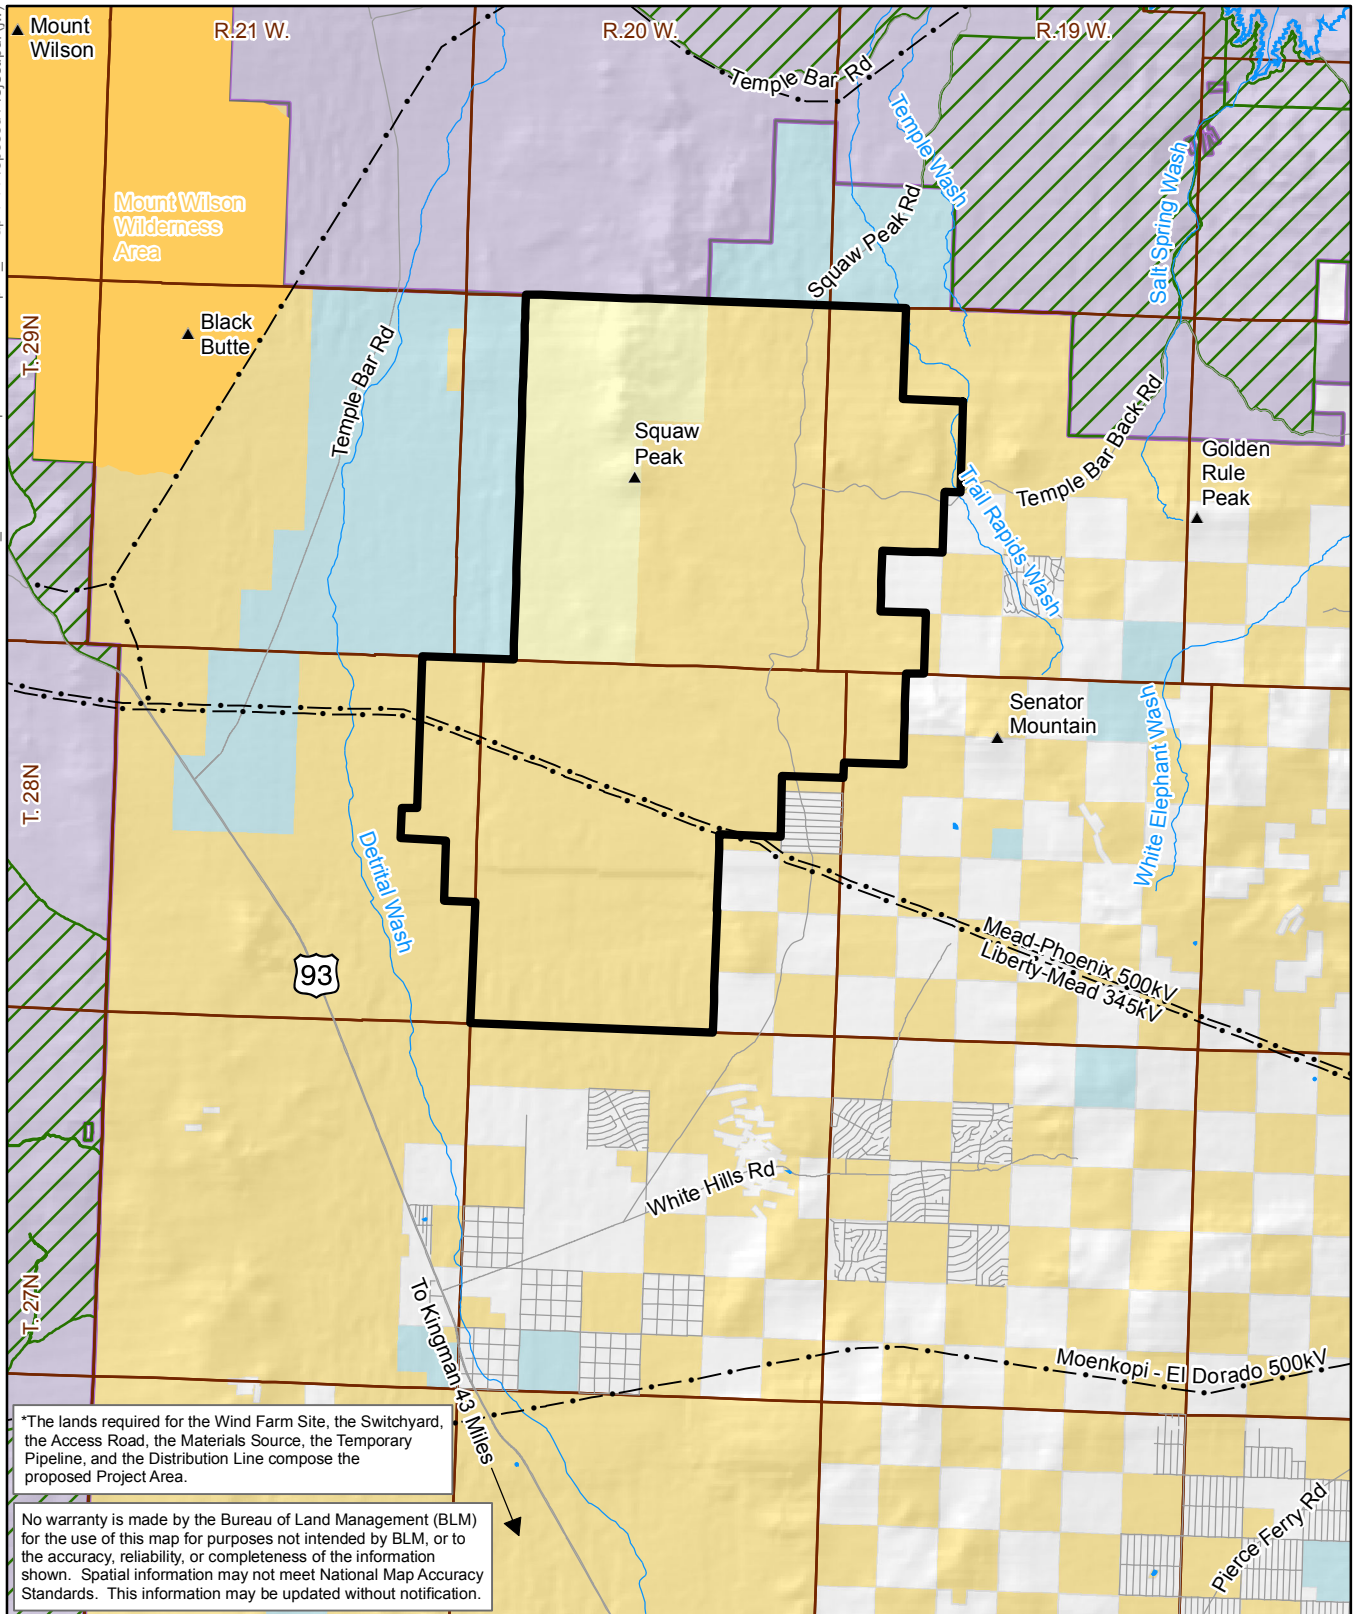 Mount
Wilson
R.21 W.
R.20 W.
R.19 W.
Temple Bar Rd
Temple Wash
Salt Spring Wash
Mount Wilson
Wilderness
Area
Squaw Peak Rd
T. 29N
Black
Butte
Temple Bar Rd
Squaw
Peak
Temple Bar Back Rd
Golden
Rule
Peak
Trail Rapids Wash
Senator
Mountain
White Elephant Wash
T. 28N
Detrital Wash
93
Mead-Phoenix 500kV
Liberty-Mead 345kV
White Hills Rd
T. 27N
To Kingman 43 Miles
Moenkopi - El Dorado 500kV
Pierce Ferry Rd
*The lands required for the Wind Farm Site, the Switchyard,
the Access Road, the Materials Source, the Temporary
Pipeline, and the Distribution Line compose the
proposed Project Area.
No warranty is made by the Bureau of Land Management (BLM)
for the use of this map for purposes not intended by BLM, or to
the accuracy, reliability, or completeness of the information
shown. Spatial information may not meet National Map Accuracy
Standards. This information may be updated without notification.